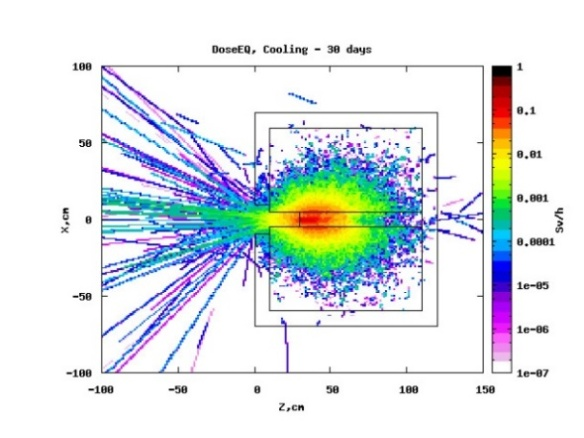 DoseEQ, Cooling - 30 days
100
50
0
-50
-100
X,cm
-100 -50 0 50 100 150
Z,cm
1
0,1
0,01
0,001
0,0001
1e-05
1e-06
1e-07
Sv/h